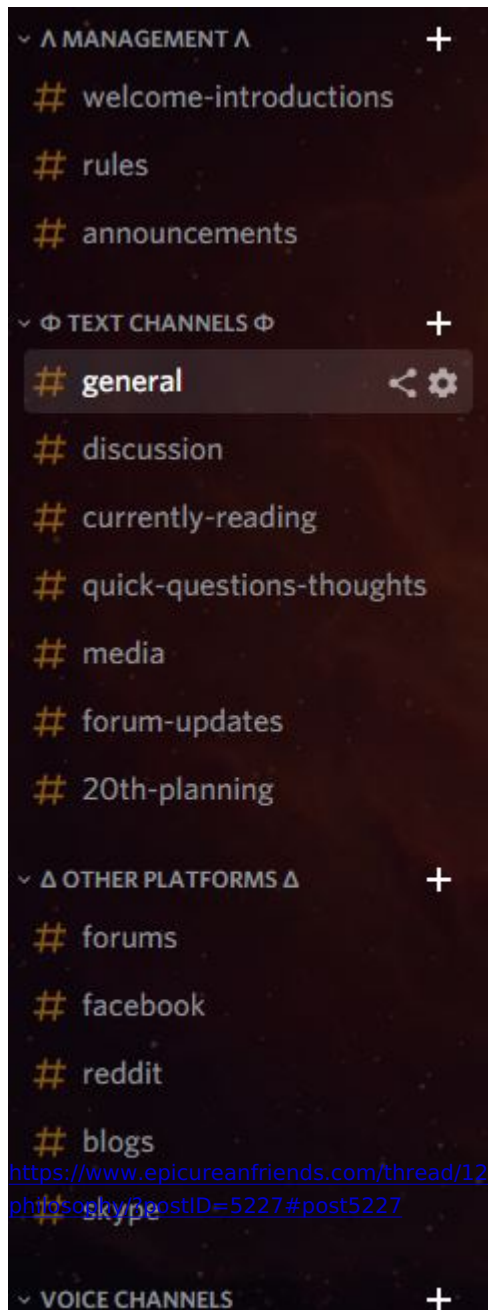 Λ MANAGEMENT Λ
# welcome-introductions
# rules
# announcements
Φ TEXT CHANNELS Φ
# general
# discussion
# currently-reading
# quick-questions-thoughts
# media
# forum-updates
# 20th-planning
Δ OTHER PLATFORMS Δ
# forums
# facebook
# reddit
# blogs
https://www.epicureanfriends.com/thread/12
philosophy/?postID=5227#post5227
# skype
VOICE CHANNELS